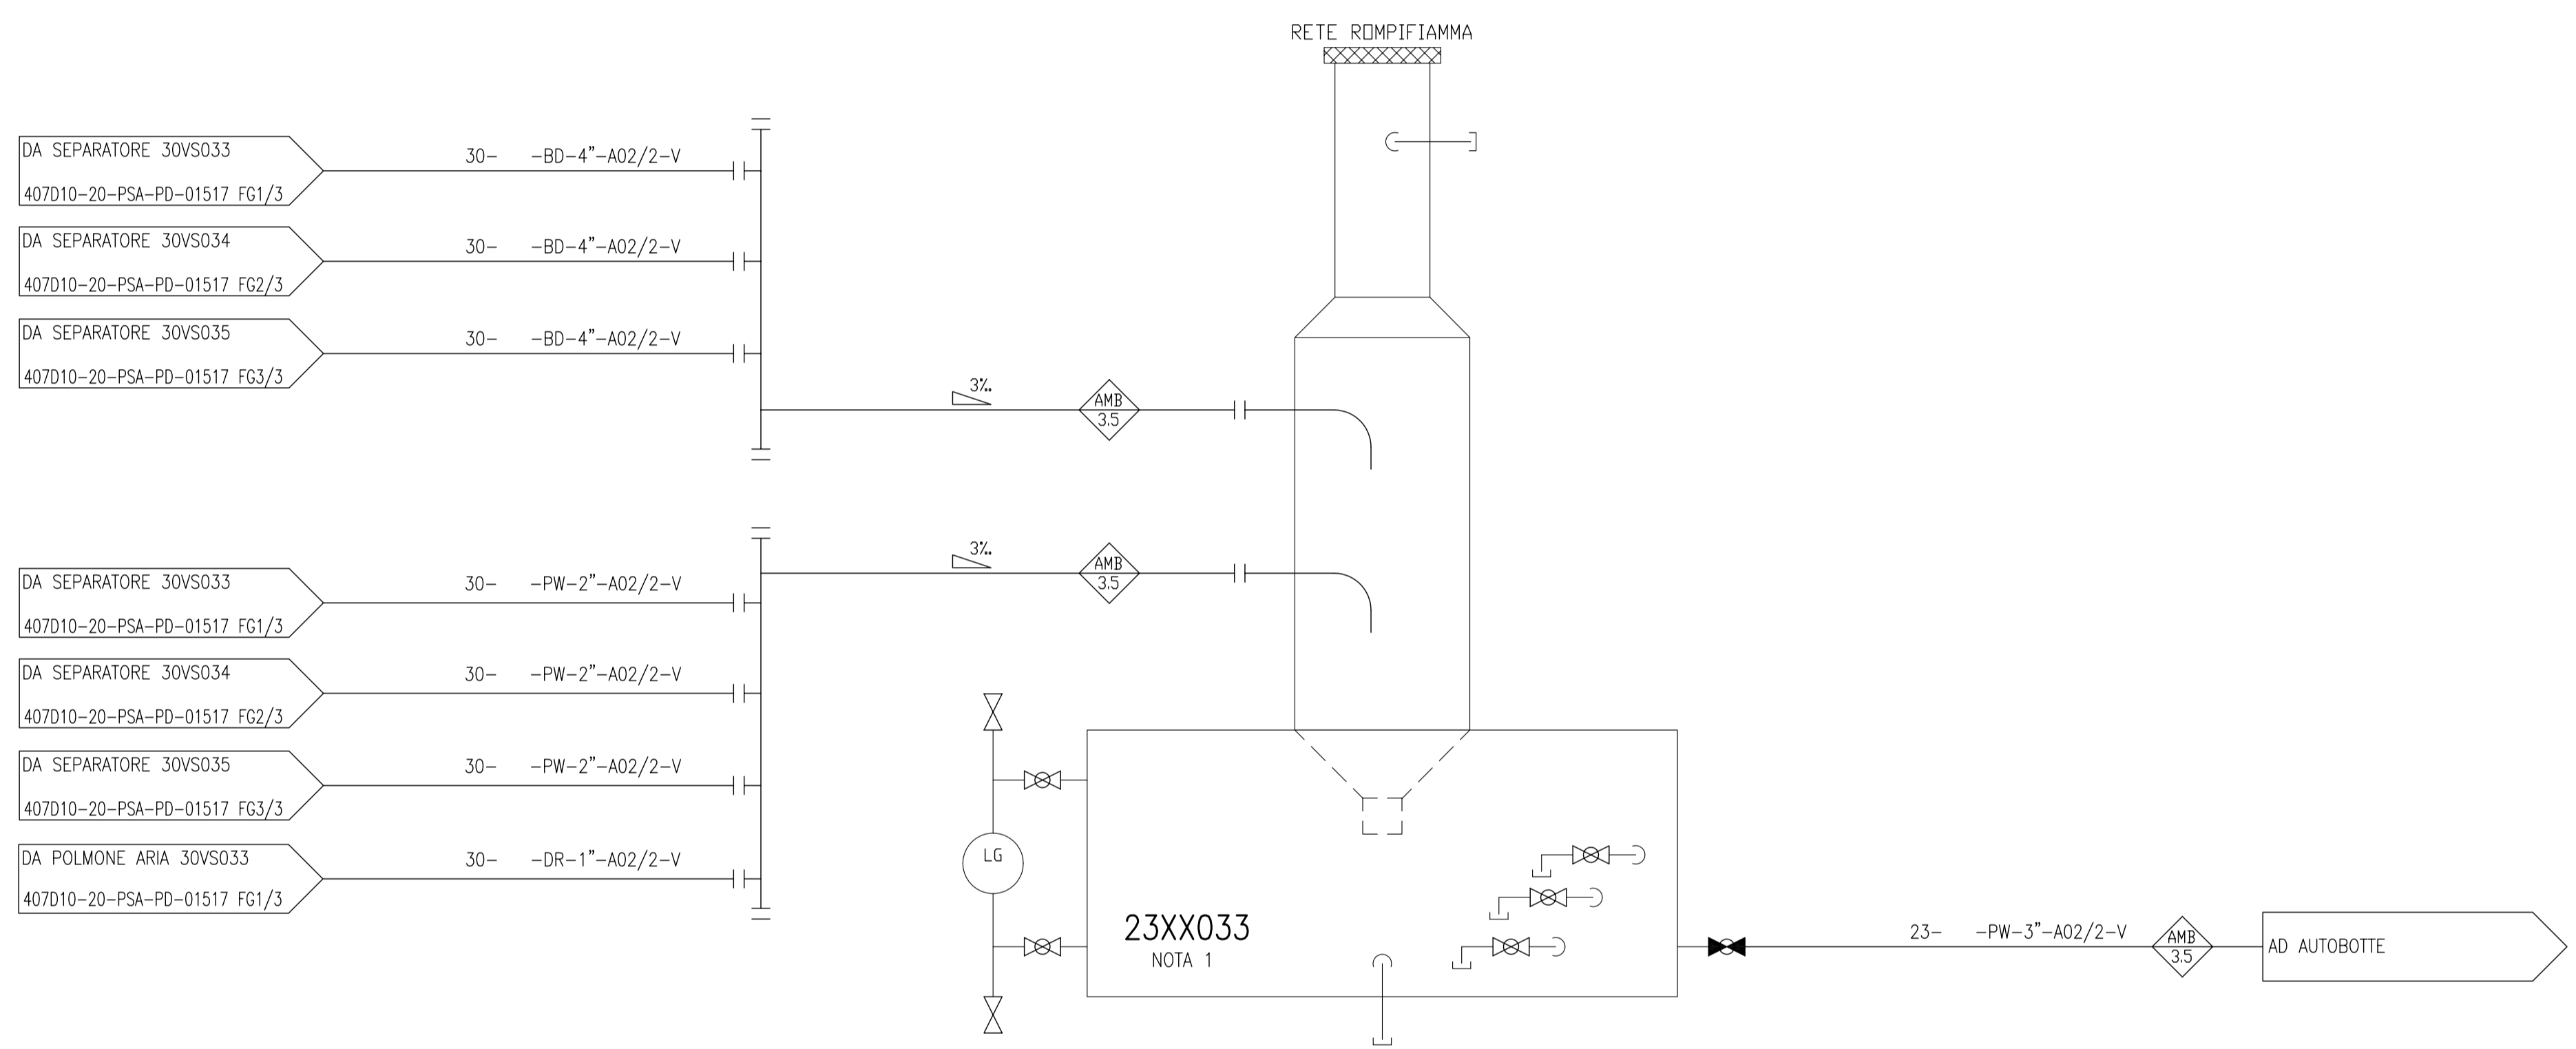 RETE ROMPIFIAMMA
DA SEPARATORE 30VS033
407D10-20-PSA-PD-01517 FG1/3
30-    -BD-4"-A02/2-V
DA SEPARATORE 30VS034
407D10-20-PSA-PD-01517 FG2/3
30-    -BD-4"-A02/2-V
DA SEPARATORE 30VS035
407D10-20-PSA-PD-01517 FG3/3
30-    -BD-4"-A02/2-V
3‰
AMB
3.5
3‰
AMB
3.5
DA SEPARATORE 30VS033
407D10-20-PSA-PD-01517 FG1/3
30-    -PW-2"-A02/2-V
DA SEPARATORE 30VS034
407D10-20-PSA-PD-01517 FG2/3
30-    -PW-2"-A02/2-V
DA SEPARATORE 30VS035
407D10-20-PSA-PD-01517 FG3/3
30-    -PW-2"-A02/2-V
DA POLMONE ARIA 30VS033
407D10-20-PSA-PD-01517 FG1/3
30-    -DR-1"-A02/2-V
LG
23XX033
NOTA 1
23-    -PW-3"-A02/2-V
AMB
3.5
AD AUTOBOTTE